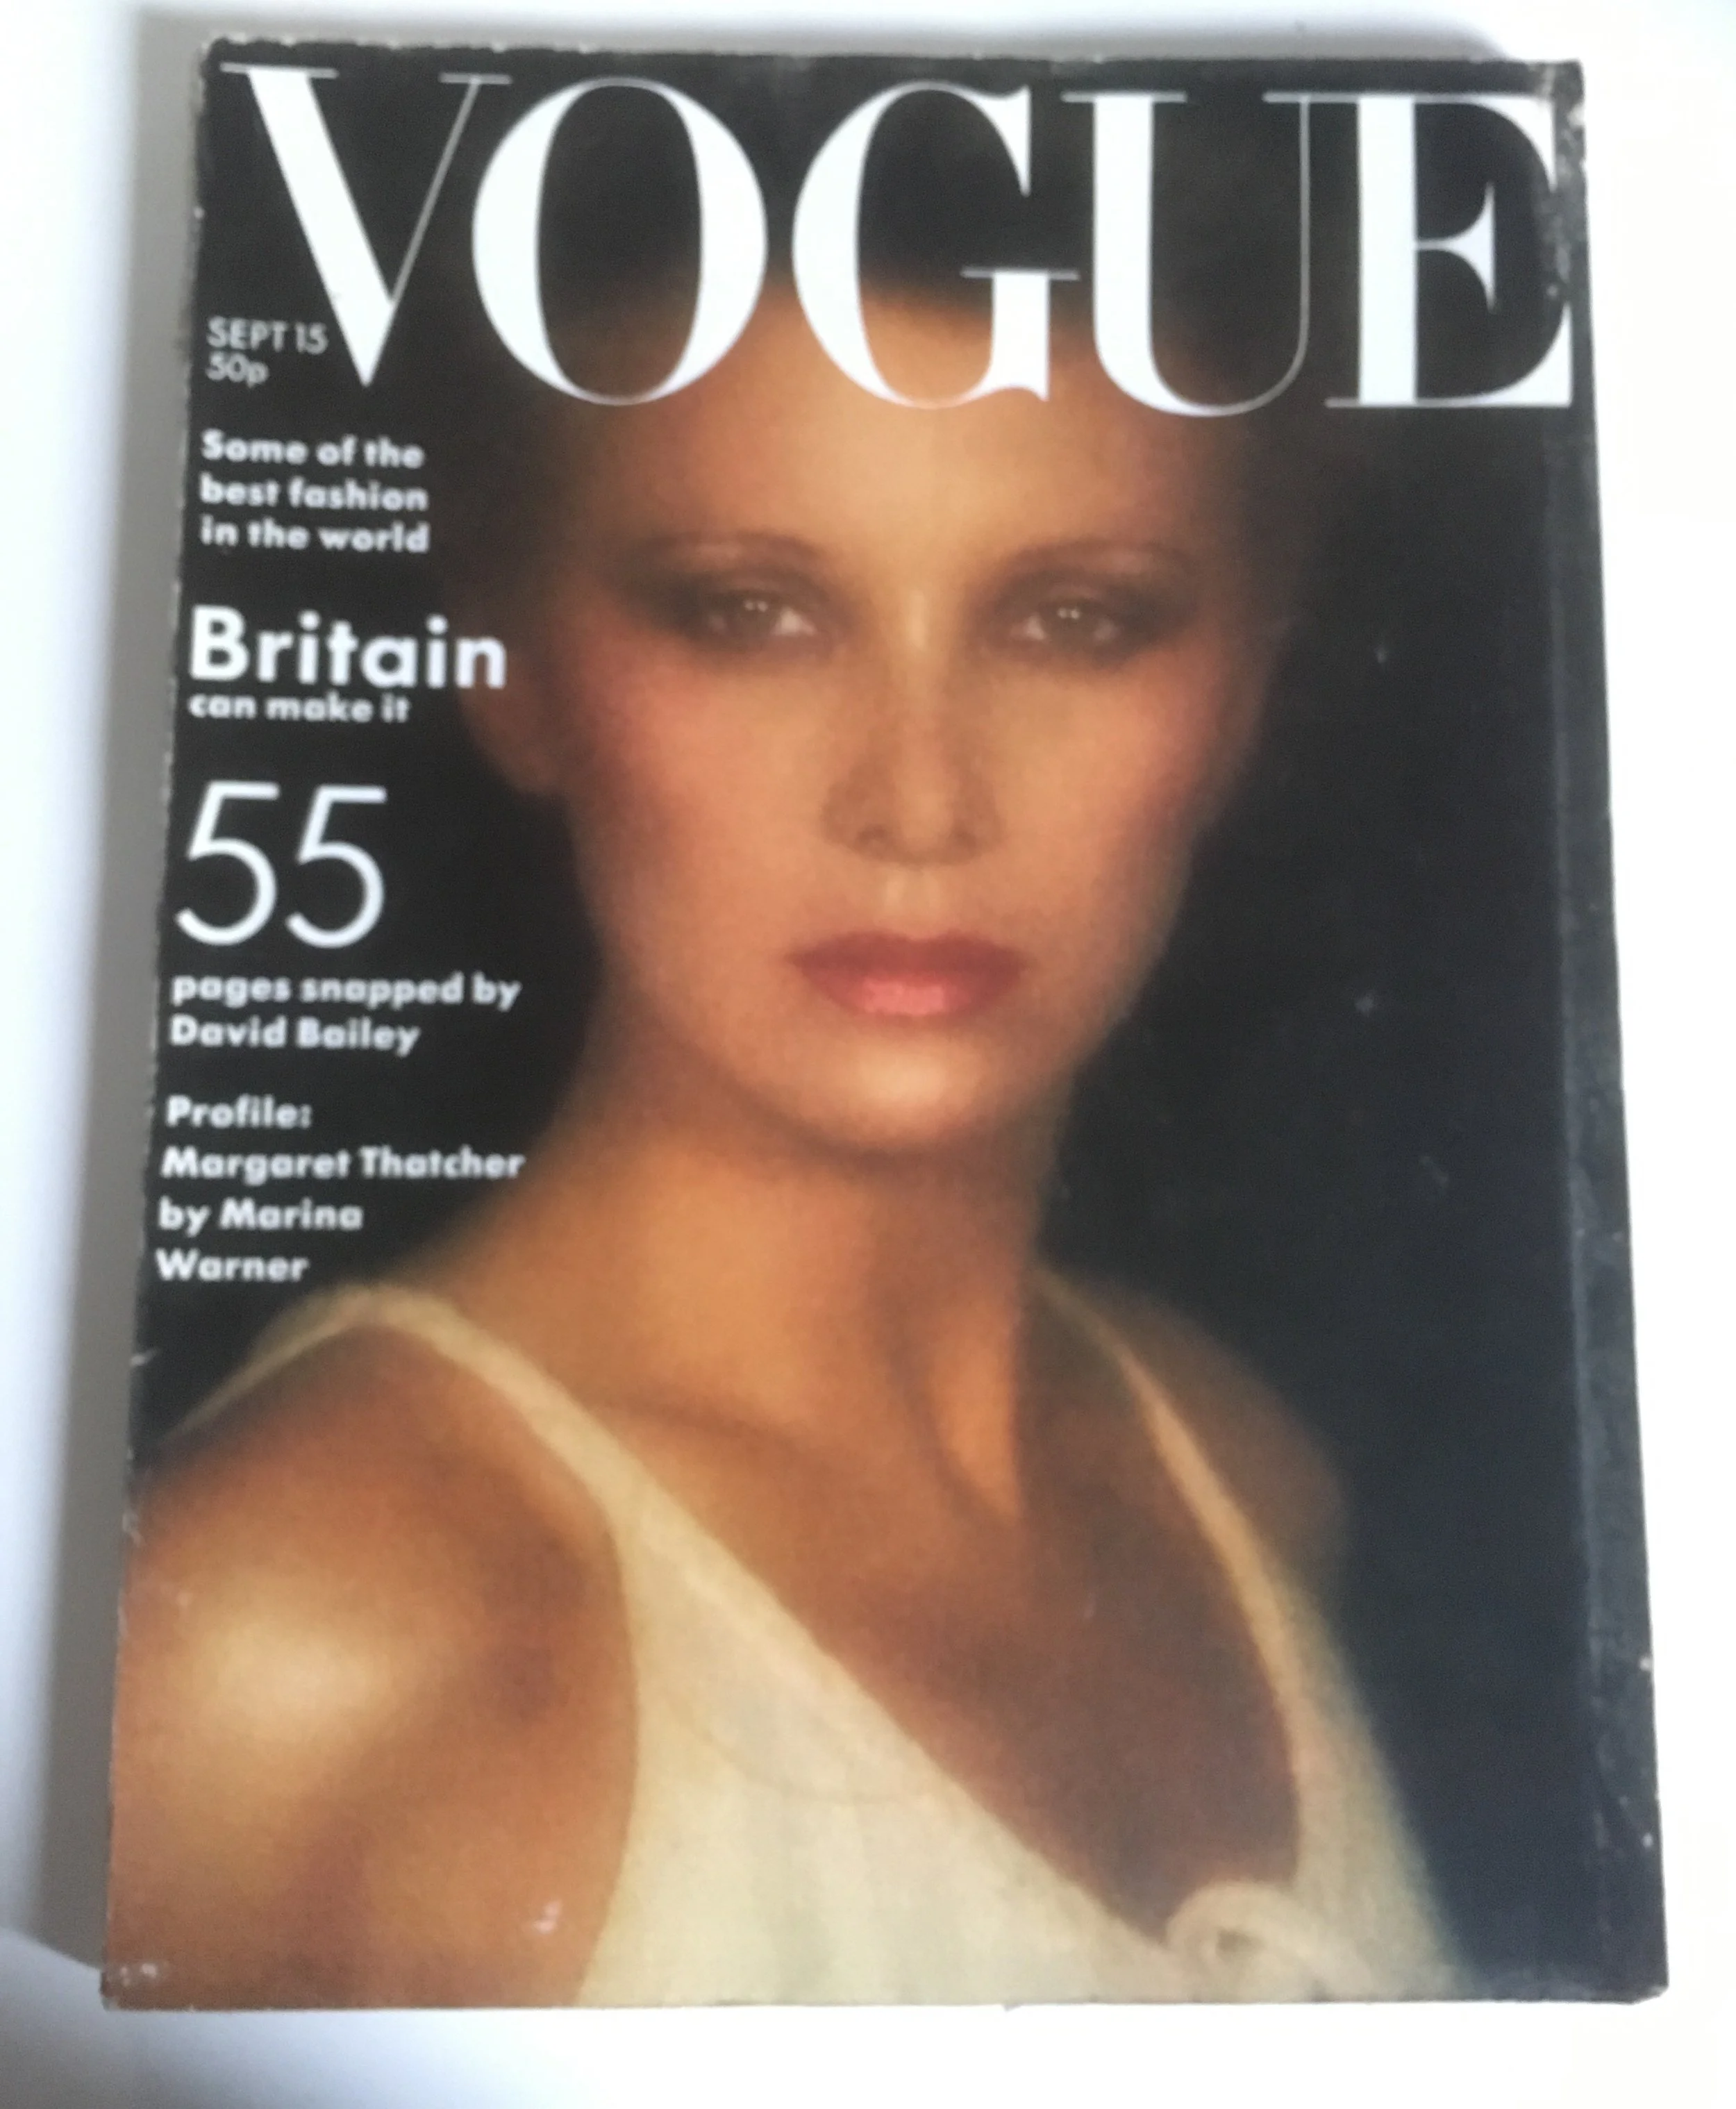 VOGUE
SEPT 15
50p
Some of the
best fashion
in the world
Britain
can make it
55
pages snapped by
David Bailey
Profile:
Margaret Thatcher
by Marina
Warner